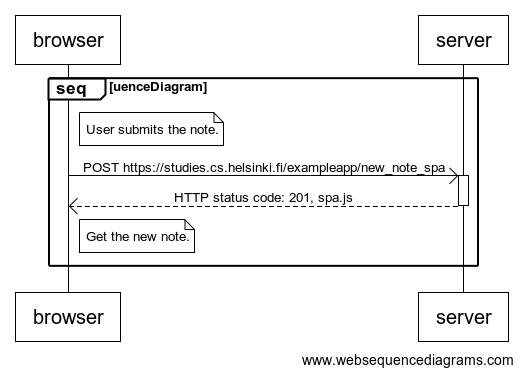 browser server
seq [uenceDiagram]
User submits the note.
POST https://studies.cs.helsinki.fi/exampleapp/new_note_spa
HTTP status code: 201, spa.js
Get the new note.
browser server
www.websequencediagrams.com